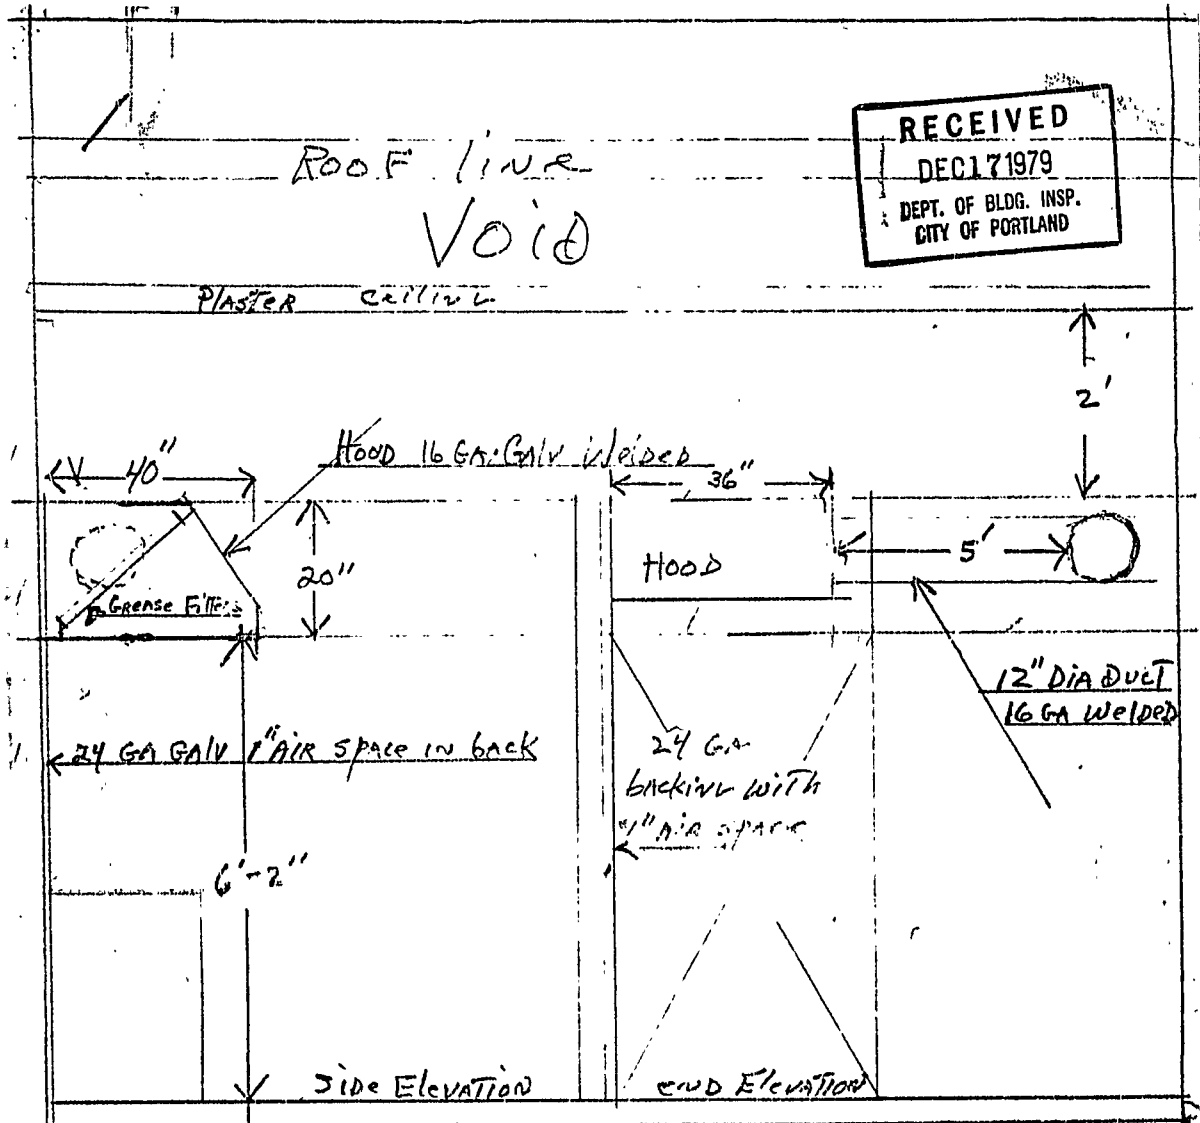 RECEIVED
DEC 17 1979
DEPT. OF BLDG. INSP.
CITY OF PORTLAND
ROOF line
Void
PlASTER ceiling
2'
40"
HOOD 16 GA. GALV Welded
36"
20"
HOOD
5'
Grease Filters
12" DIA DUCT
16 GA Welded
24 GA GALV 1" AIR SPACE IN back
24 GA
backing with
1" AIR SPACE
6'-2"
Side Elevation
end Elevation